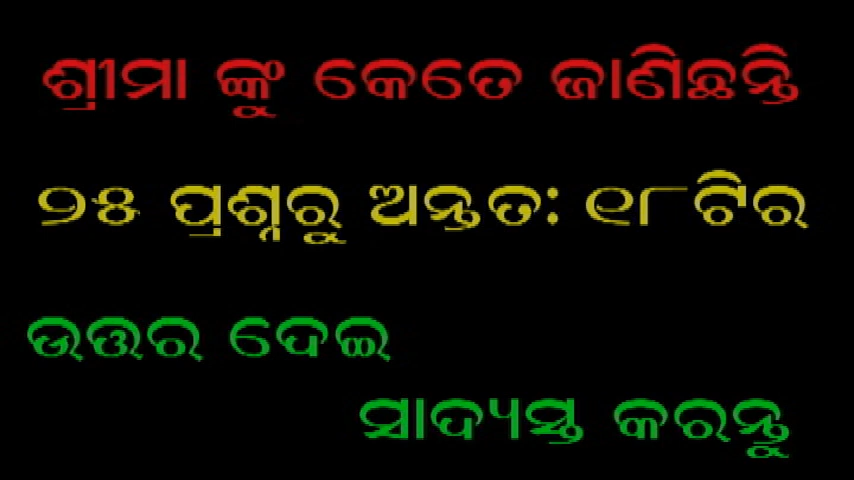 ଶ୍ରୀମା ଙ୍କୁ କେତେ ଜାଣିଛନ୍ତି
୨୫ ପ୍ରଶ୍ନରୁ ଅନ୍ତତଃ ୧୮ଟିର
ଉତ୍ତର ଦେଇ
ସାବ୍ୟସ୍ତ କରନ୍ତୁ